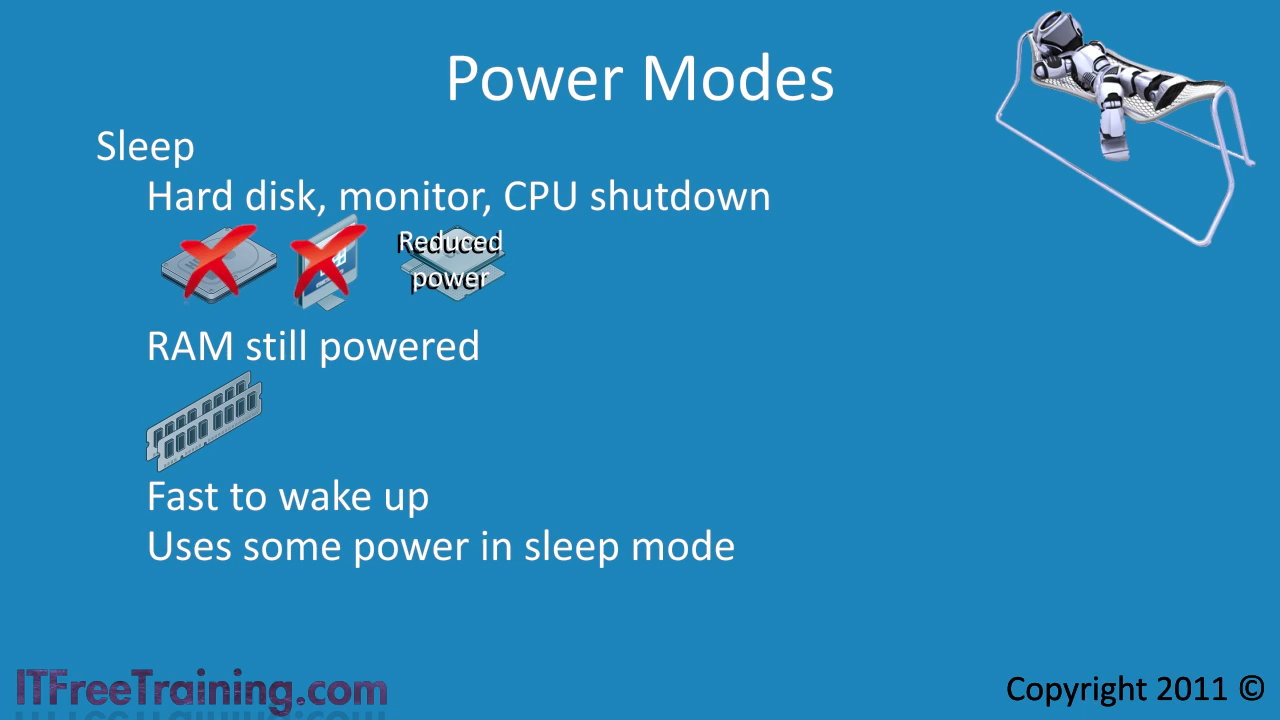 Power Modes
Sleep
Hard disk, monitor, CPU shutdown
Reduced
power
RAM still powered
Fast to wake up
Uses some power in sleep mode
ITFreeTraining.com
Copyright 2011 ©